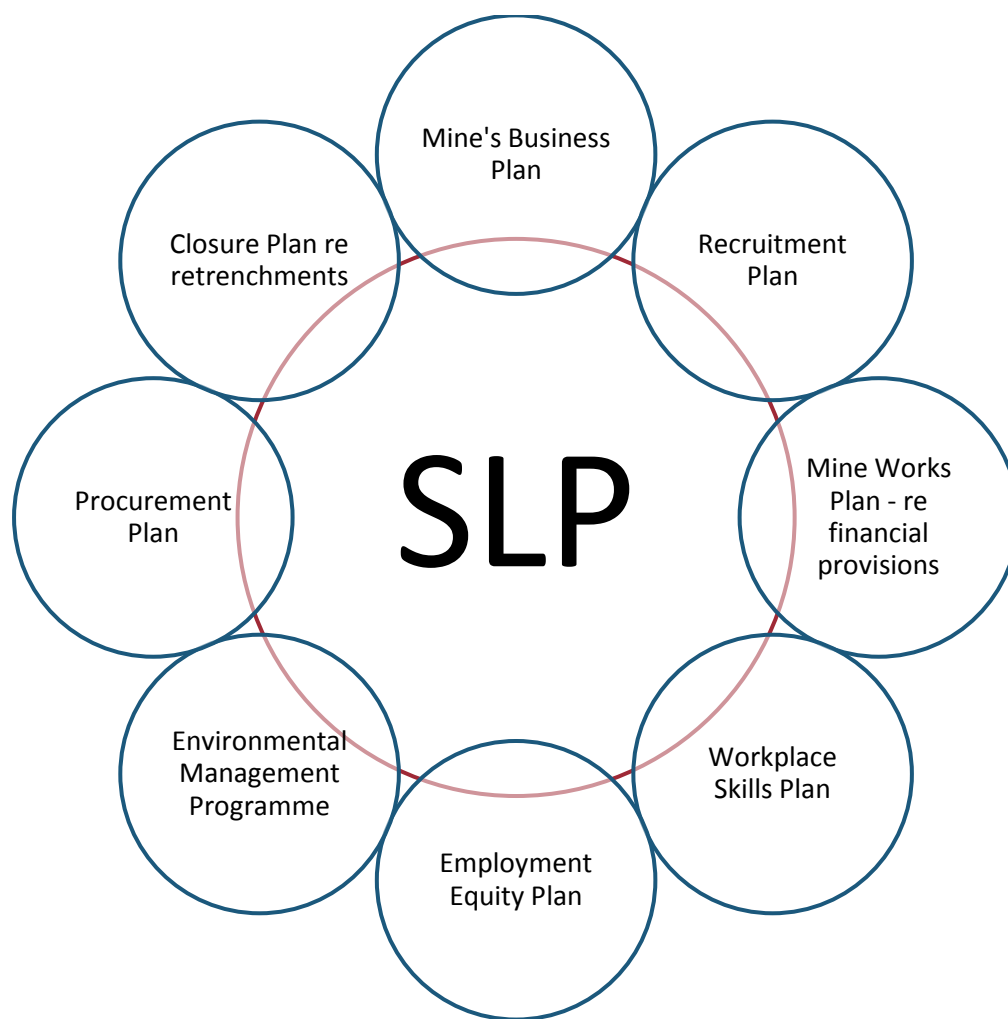 Mine's Business
Plan
Recruitment
Plan
Mine Works
Plan - re
financial
provisions
Workplace
Skills Plan
Employment
Equity Plan
Environmental
Management
Programme
Procurement
Plan
Closure Plan re
retrenchments
SLP